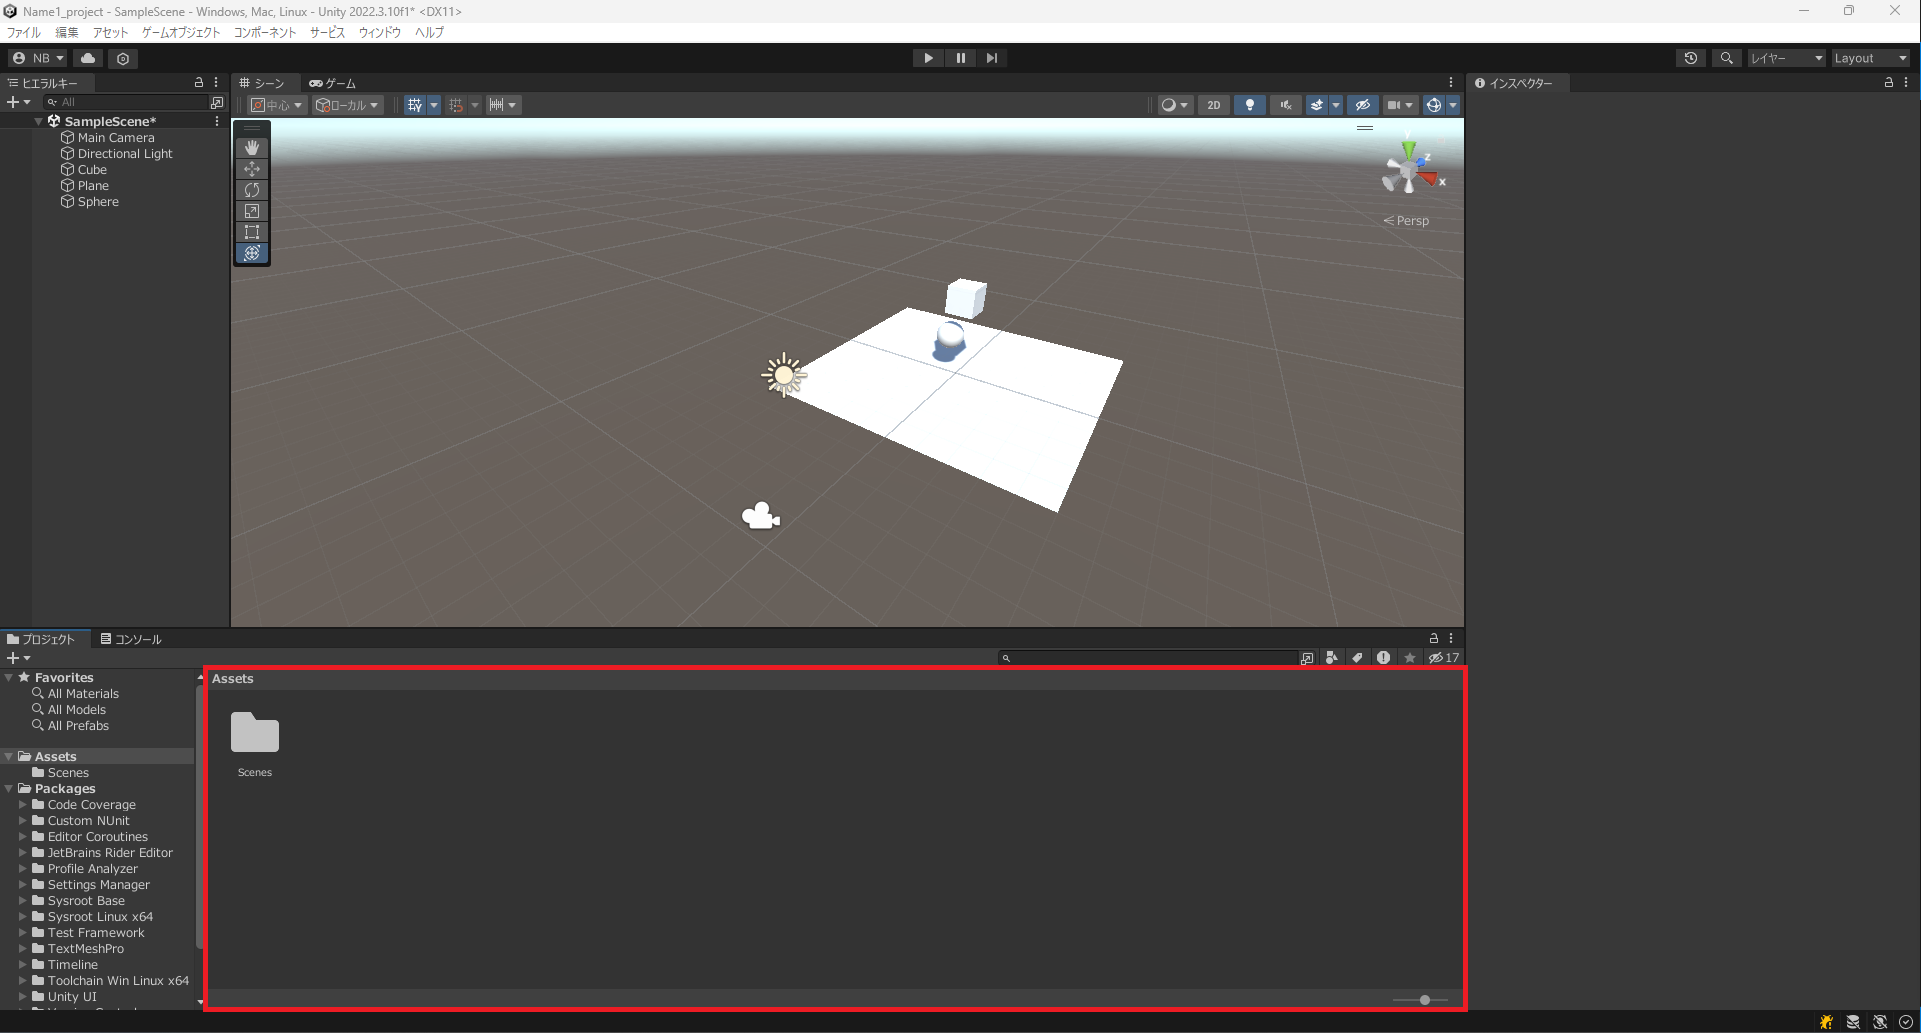 Name1_project - SampleScene - Windows, Mac, Linux - Unity 2022.3.10f1* <DX11>
ファイル 編集 アセット ゲームオブジェクト コンポーネント サービス ウィンドウ ヘルプ
NB
レイヤー Layout
ヒエラルキー
シーン ゲーム
インスペクター
All
中心 ローカル
2D
SampleScene*
Main Camera
Directional Light
Cube
Plane
Sphere
y
z
x
Persp
プロジェクト コンソール
17
Favorites
All Materials
All Models
All Prefabs
Assets
Scenes
Packages
Code Coverage
Custom NUnit
Editor Coroutines
JetBrains Rider Editor
Profile Analyzer
Settings Manager
Sysroot Base
Sysroot Linux x64
Test Framework
TextMeshPro
Timeline
Toolchain Win Linux x64
Unity UI
Assets
Scenes